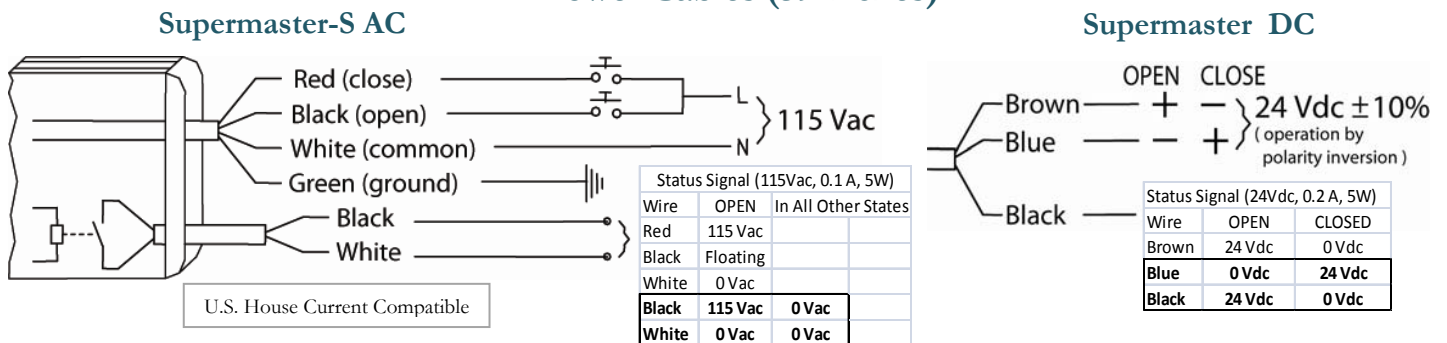 Supermaster-S AC
Red (close)
Black (open)
White (common)
Green (ground)
L
N
115 Vac
Black
White
U.S. House Current Compatible
Status Signal (115Vac, 0.1 A, 5W)
Wire OPEN In All Other States
Red 115 Vac
Black Floating
White 0 Vac
Black 115 Vac 0 Vac
White 0 Vac 0 Vac
Supermaster DC
OPEN CLOSE
Brown + − 24 Vdc ±10%
Blue − + ( operation by
polarity inversion )
Black
Status Signal (24Vdc, 0.2 A, 5W)
Wire OPEN CLOSED
Brown 24 Vdc 0 Vdc
Blue 0 Vdc 24 Vdc
Black 24 Vdc 0 Vdc